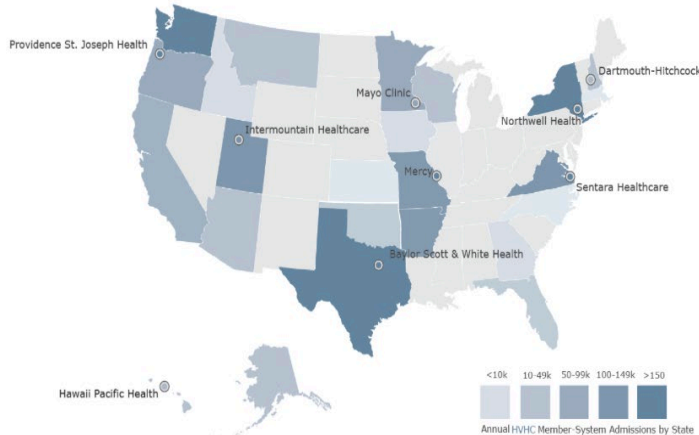 Providence St. Joseph Health
Dartmouth-Hitchcock
Mayo Clinic
Northwell Health
Intermountain Healthcare
Mercy
Sentara Healthcare
Baylor Scott & White Health
Hawaii Pacific Health
<10k 10-49k 50-99k 100-149k >150
Annual HVHC Member-System Admissions by State